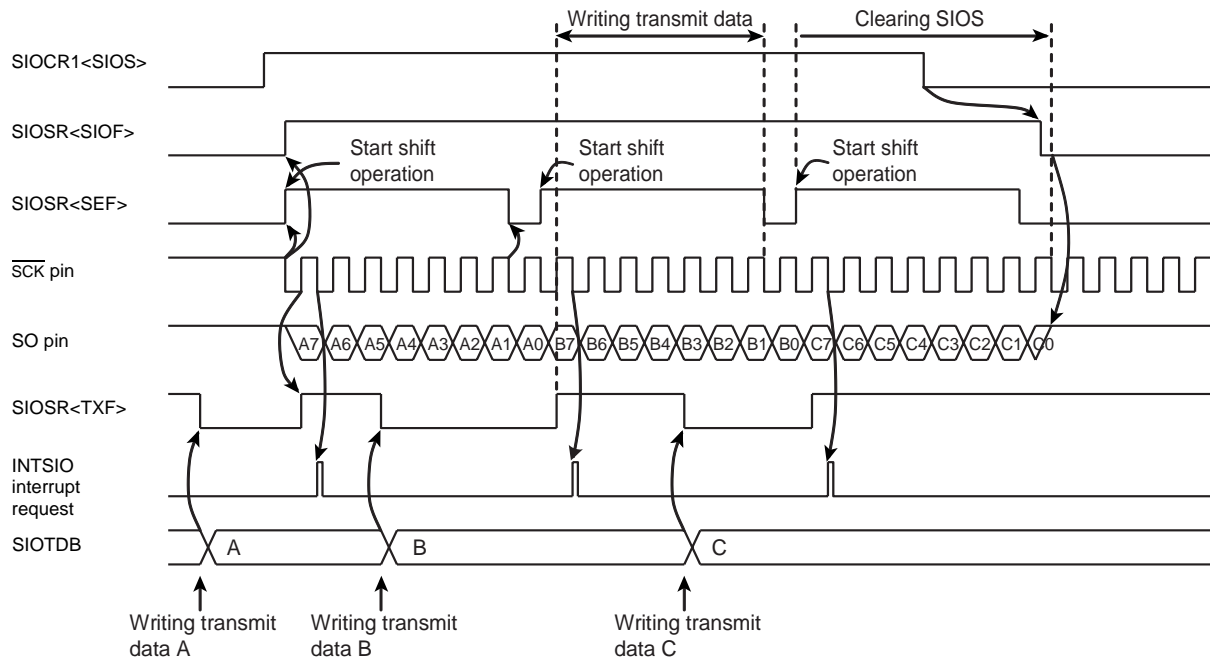 Writing transmit data
Clearing SIOS
SIOCR1<SIOS>
SIOSR<SIOF>
Start shift
operation
Start shift
operation
Start shift
operation
SIOSR<SEF>
SCK pin
SO pin
A7 A6 A5 A4 A3 A2 A1 A0 B7 B6 B5 B4 B3 B2 B1 B0 C7 C6 C5 C4 C3 C2 C1 C0
SIOSR<TXF>
INTSIO
interrupt
request
SIOTDB
A
B
C
Writing transmit
data A
Writing transmit
data B
Writing transmit
data C